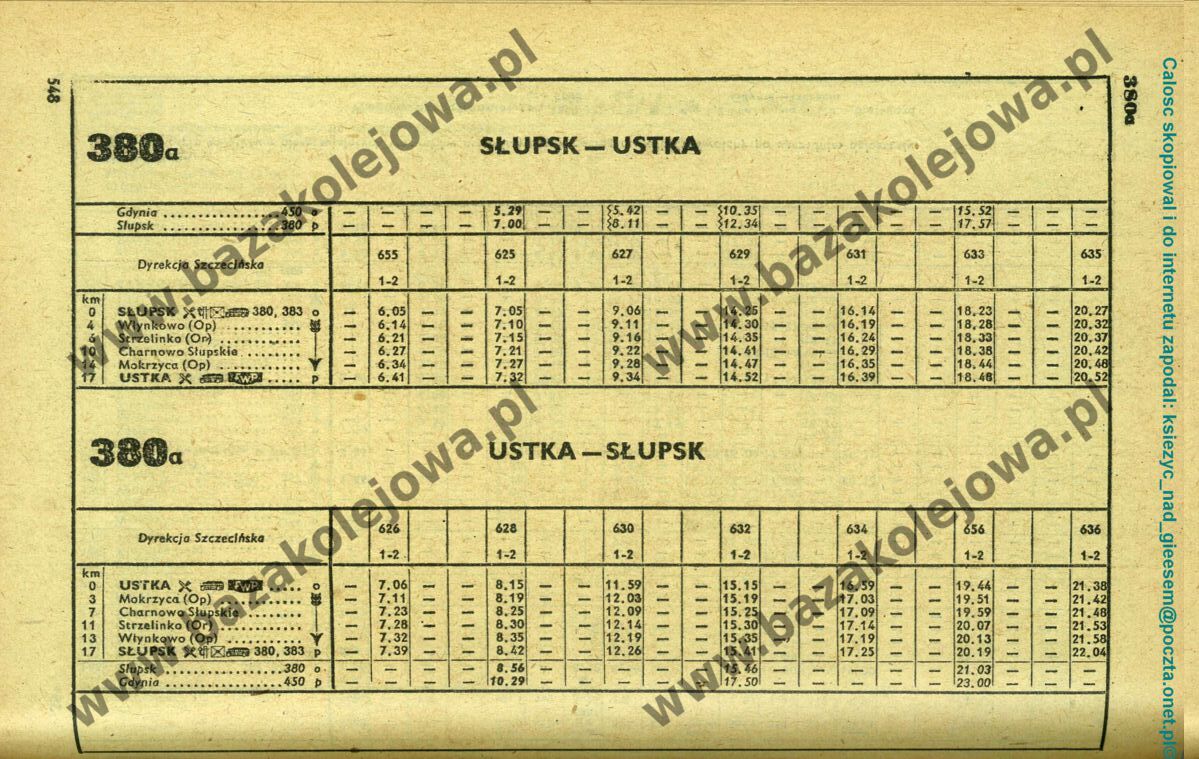 548
380a
380a SŁUPSK – USTKA
Gdynia 450 o — — — — 5.29 — — §5.42 — — §10.35 — — — — — 15.52 — — —
Słupsk 380 p — — — — 7.00 — — §8.11 — — §12.34 — — — — — 17.57 — — —
Dyrekcja Szczecińska 655 625 627 629 631 633 635
1-2 1-2 1-2 1-2 1-2 1-2 1-2
km
0 SŁUPSK 380, 383 o — 6.05 — — 7.05 — — 9.06 — — 14.25 — — 16.14 — — 18.23 — — 20.27
4 Włynkowo (Op) — 6.14 — — 7.10 — — 9.11 — — 14.30 — — 16.19 — — 18.28 — — 20.32
6 Strzelinko (Op) — 6.21 — — 7.15 — — 9.16 — — 14.35 — — 16.24 — — 18.33 — — 20.37
10 Charnowo Słupskie — 6.27 — — 7.21 — — 9.22 — — 14.41 — — 16.29 — — 18.38 — — 20.42
14 Mokrzyca (Op) — 6.34 — — 7.27 — — 9.28 — — 14.47 — — 16.35 — — 18.44 — — 20.48
17 USTKA FWP p — 6.41 — — 7.32 — — 9.34 — — 14.52 — — 16.39 — — 18.48 — — 20.52
380a USTKA – SŁUPSK
Dyrekcja Szczecińska 626 628 630 632 634 656 636
1-2 1-2 1-2 1-2 1-2 1-2 1-2
km
0 USTKA FWP o — 7.06 — — 8.15 — — 11.59 — — 15.15 — — 16.59 — — 19.44 — — 21.38
3 Mokrzyca (Op) — 7.11 — — 8.19 — — 12.03 — — 15.19 — — 17.03 — — 19.51 — — 21.42
7 Charnowo Słupskie — 7.23 — — 8.25 — — 12.09 — — 15.25 — — 17.09 — — 19.59 — — 21.48
11 Strzelinko (Op) — 7.28 — — 8.30 — — 12.14 — — 15.30 — — 17.14 — — 20.07 — — 21.53
13 Włynkowo (Op) — 7.32 — — 8.35 — — 12.19 — — 15.35 — — 17.19 — — 20.13 — — 21.58
17 SŁUPSK 380, 383 p — 7.39 — — 8.42 — — 12.26 — — 15.41 — — 17.25 — — 20.19 — — 22.04
Słupsk 380 o — — — — 8.56 — — — — — 15.46 — — — — — 21.03 — — —
Gdynia 450 p — — — — 10.29 — — — — — 17.50 — — — — — 23.00 — — —
www.bazakolejowa.pl
www.bazakolejowa.pl
www.bazakolejowa.pl
www.bazakolejowa.pl
Calosc skopiowal i do internetu zapodal: ksiezyc_nad_gieesem@poczta.onet.pl©